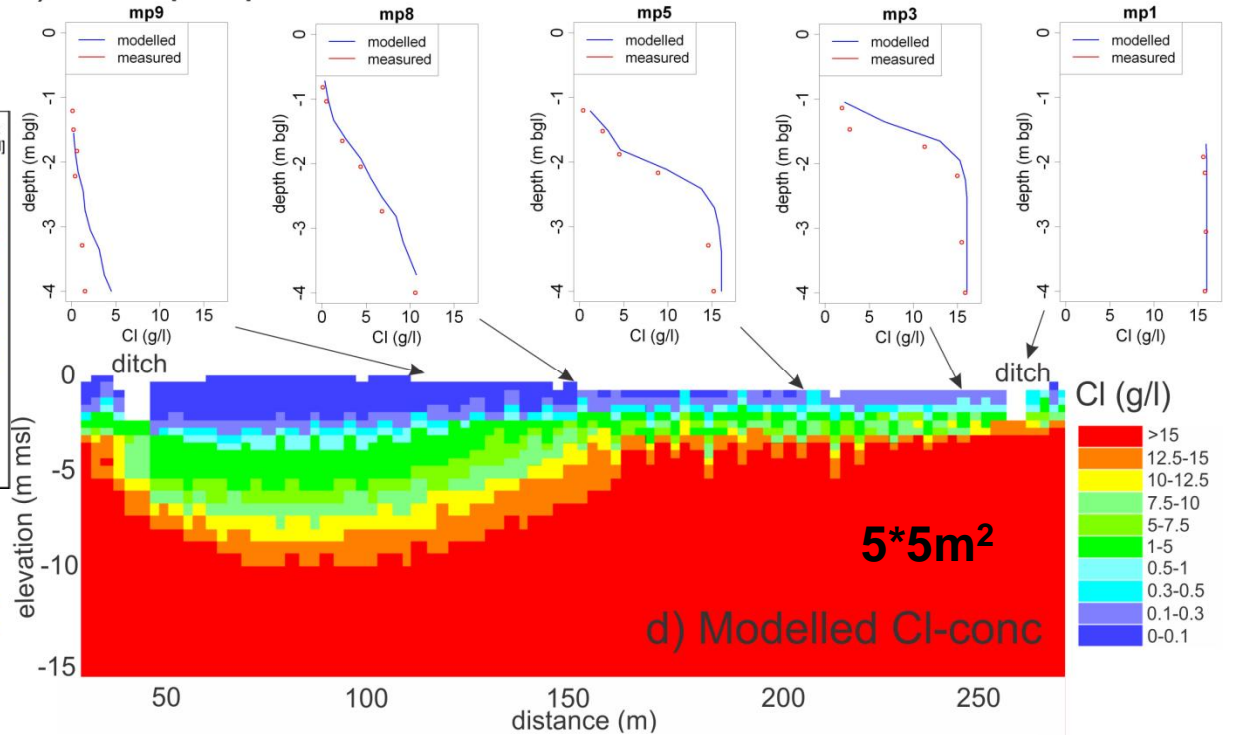 mp9
modelled
measured
0
-1
-2
-3
-4
depth (m bgl)
0 5 10 15
Cl (g/l)
mp8
modelled
measured
0
-1
-2
-3
-4
depth (m bgl)
0 5 10 15
Cl (g/l)
mp5
modelled
measured
0
-1
-2
-3
-4
depth (m bgl)
0 5 10 15
Cl (g/l)
mp3
modelled
measured
0
-1
-2
-3
-4
depth (m bgl)
0 5 10 15
Cl (g/l)
mp1
modelled
measured
0
-1
-2
-3
-4
depth (m bgl)
0 5 10 15
Cl (g/l)
ditch
ditch
0
-5
-10
-15
elevation (m msl)
50 100 150 200 250
distance (m)
5*5m²
d) Modelled Cl-conc
Cl (g/l)
>15
12.5-15
10-12.5
7.5-10
5-7.5
1-5
0.5-1
0.3-0.5
0.1-0.3
0-0.1